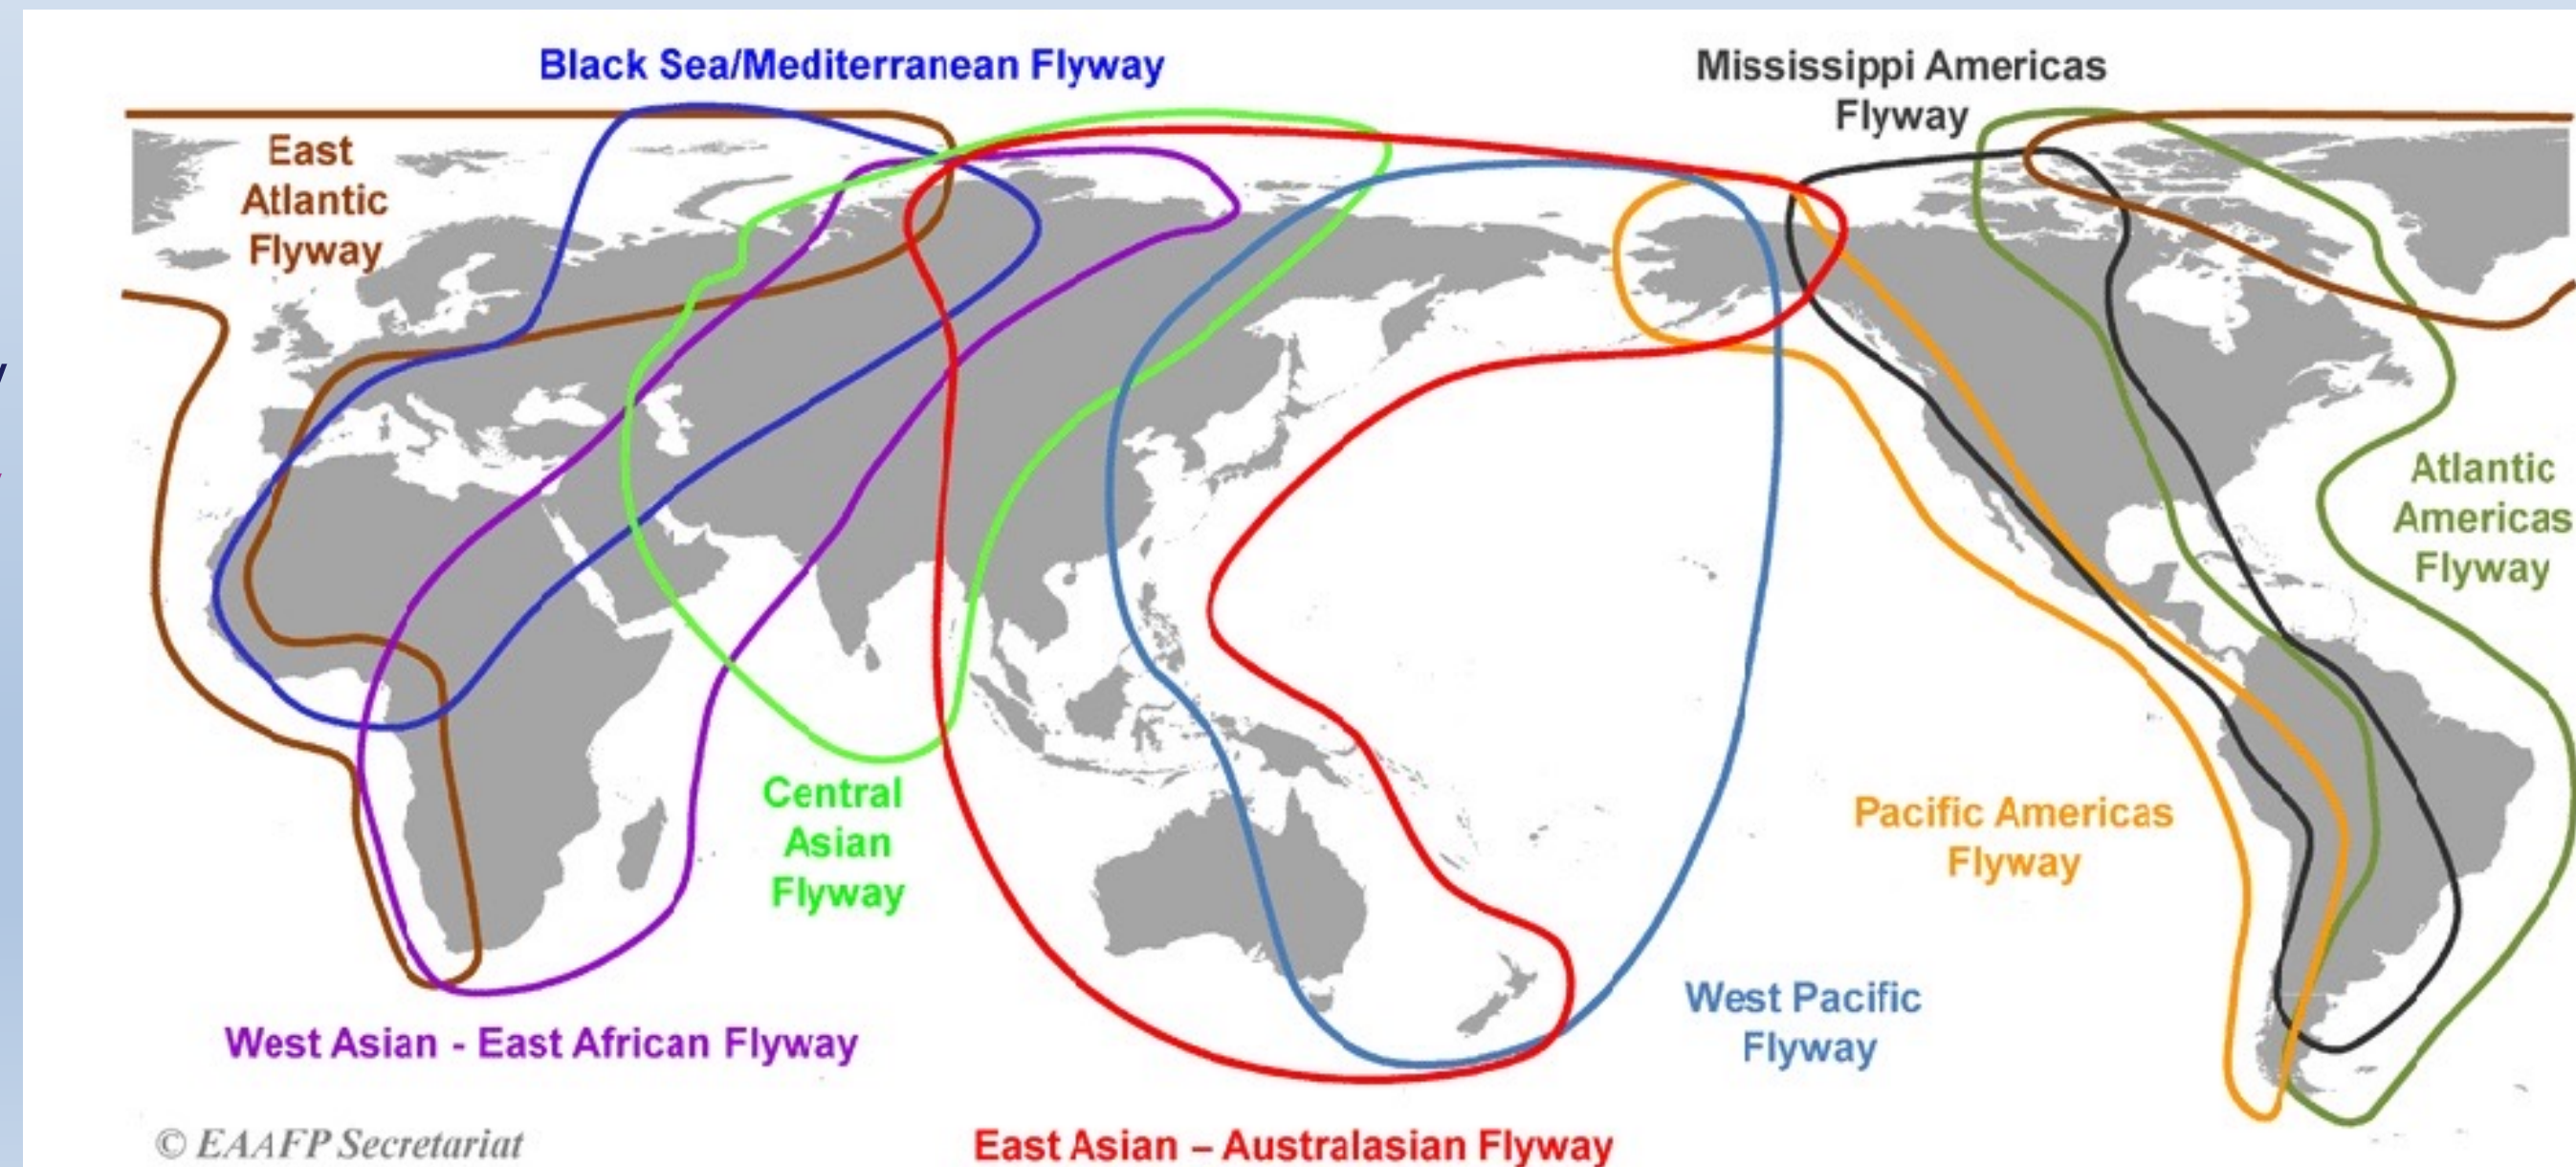 Black Sea/Mediterranean Flyway
Mississippi Americas
Flyway
East
Atlantic
Flyway
Atlantic
Americas
Flyway
Central
Asian
Flyway
Pacific Americas
Flyway
West Pacific
Flyway
West Asian - East African Flyway
© EAAFP Secretariat
East Asian – Australasian Flyway